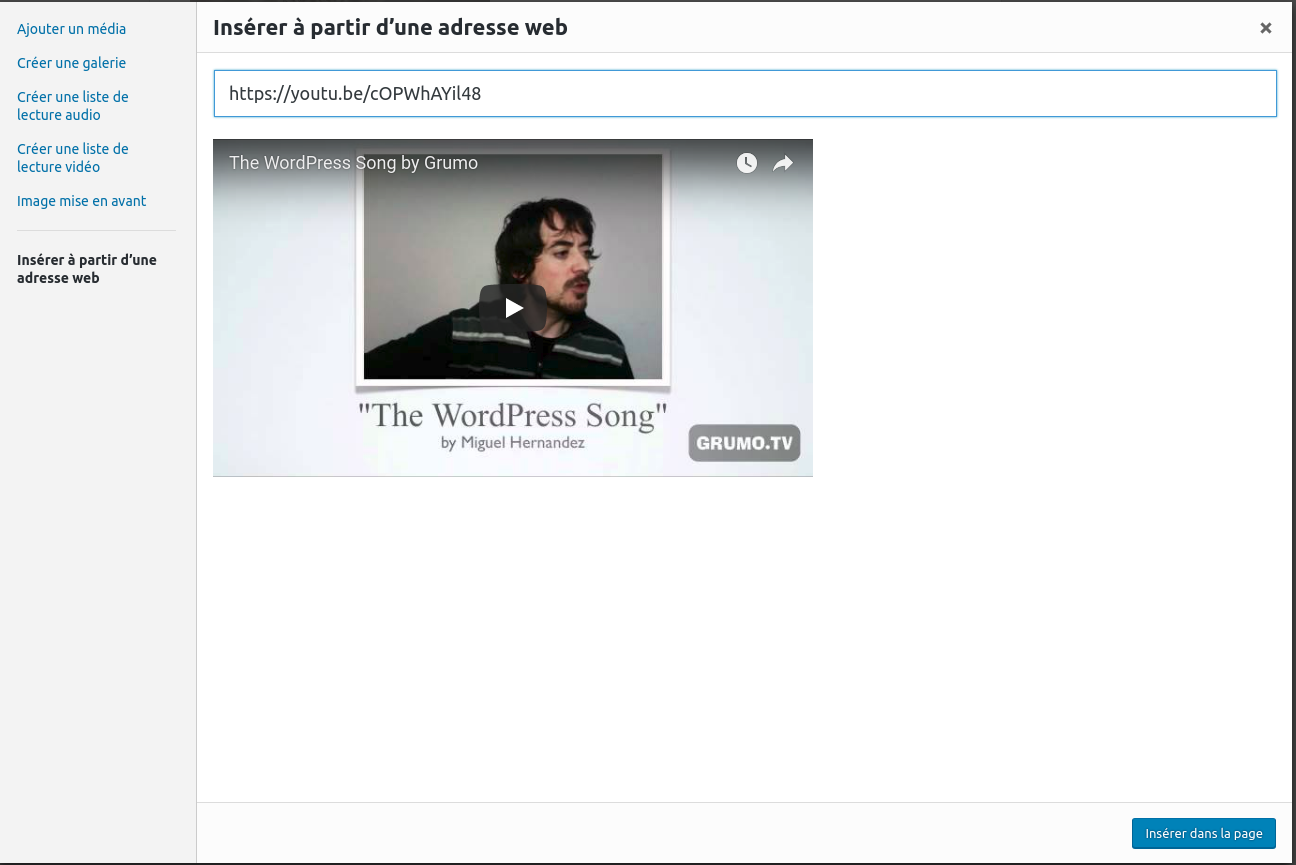 Ajouter un média
Créer une galerie
Créer une liste de
lecture audio
Créer une liste de
lecture vidéo
Image mise en avant
Insérer à partir d’une
adresse web
Insérer à partir d’une adresse web
https://youtu.be/cOPWhAYil48
The WordPress Song by Grumo
"The WordPress Song"
by Miguel Hernandez
GRUMO.TV
Insérer dans la page